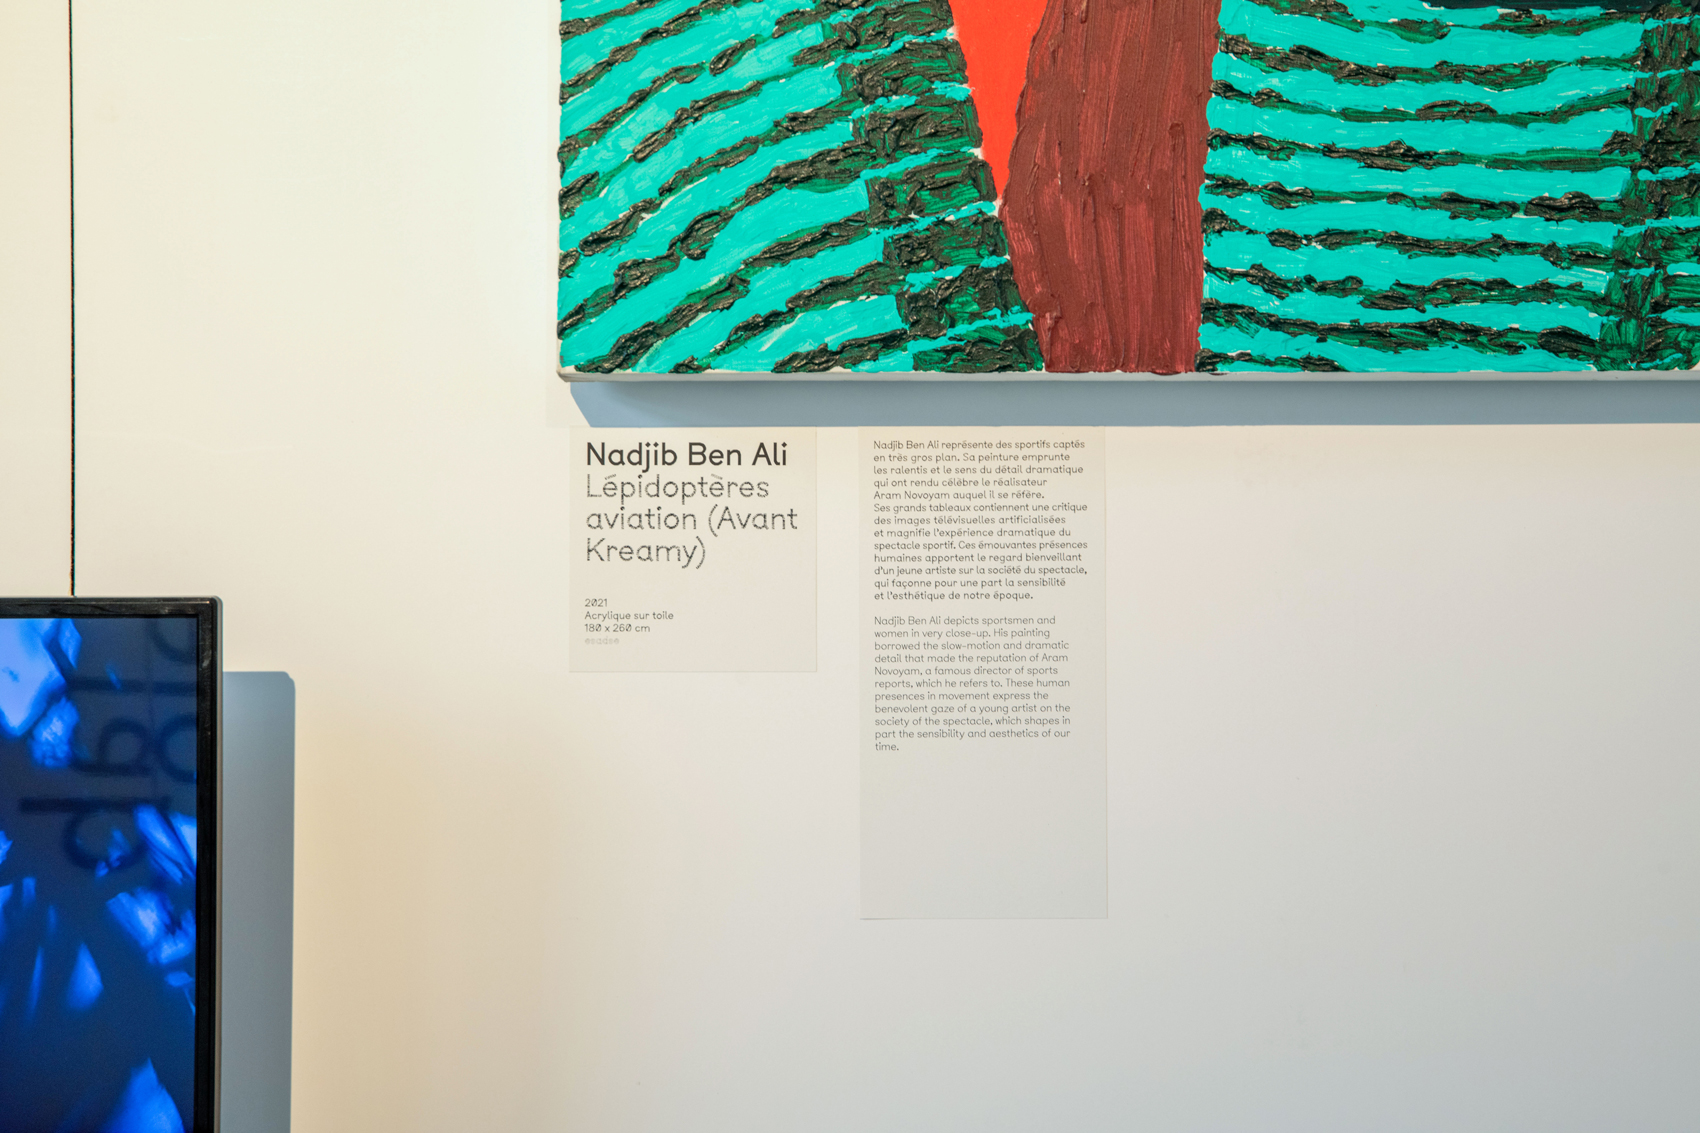 Nadjib Ben Ali
Lépidoptères
aviation (Avant
Kreamy)
2021
Acrylique sur toile
180 x 260 cm
esadse
Nadjib Ben Ali représente des sportifs captés
en très gros plan. Sa peinture emprunte
les ralentis et le sens du détail dramatique
qui ont rendu célèbre le réalisateur
Aram Novoyam auquel il se réfère.
Ses grands tableaux contiennent une critique
des images télévisuelles artificialisées
et magnifie l'expérience dramatique du
spectacle sportif. Ces émouvantes présences
humaines apportent le regard bienveillant
d'un jeune artiste sur la société du spectacle,
qui façonne pour une part la sensibilité
et l'esthétique de notre époque.
Nadjib Ben Ali depicts sportsmen and
women in very close-up. His painting
borrowed the slow-motion and dramatic
detail that made the reputation of Aram
Novoyam, a famous director of sports
reports, which he refers to. These human
presences in movement express the
benevolent gaze of a young artist on the
society of the spectacle, which shapes in
part the sensibility and aesthetics of our
time.